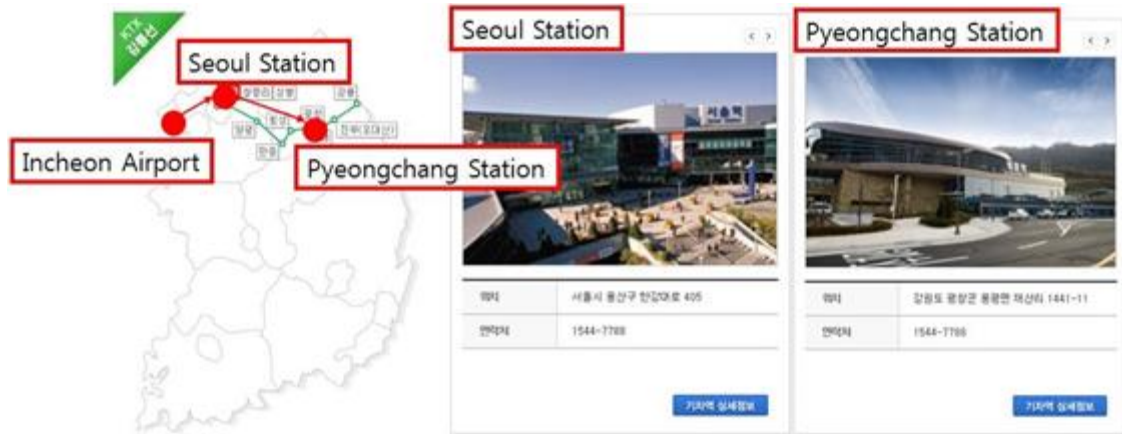 KTX
강릉선
Seoul Station
Incheon Airport
Pyeongchang Station
청량리 상봉
강릉
양평
횡성
만종
진부(오대산)
Seoul Station
< >
서울역
위치 서울시 용산구 한강대로 405
연락처 1544-7788
기차역 상세정보
Pyeongchang Station
< >
위치 강원도 평창군 용평면 재산리 1441-11
연락처 1544-7788
기차역 상세정보